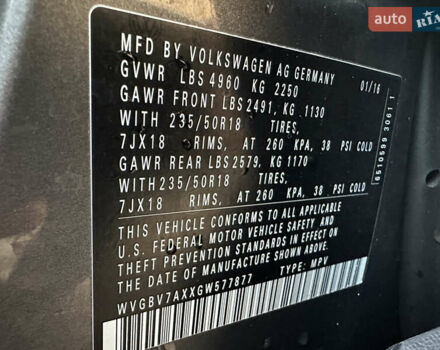 auto RIA
MFD BY VOLKSWAGEN AG GERMANY
GVWR LBS 4960 KG 2250 01/16
GAWR FRONT LBS 2491, KG 1130
WITH 235/50R18 TIRES,
7JX18 RIMS, AT 260 KPA, 38 PSI COLD
GAWR REAR LBS 2579, KG 1170
WITH 235/50R18 TIRES,
7JX18 RIMS, AT 260 KPA, 38 PSI COLD
THIS VEHICLE CONFORMS TO ALL APPLICABLE
U.S. FEDERAL MOTOR VEHICLE SAFETY AND
THEFT PREVENTION STANDARDS IN EFFECT ON
THE DATE OF MANUFACTURE SHOWN ABOVE.
WVGBV7AXXGW577877 TYPE: MPV
6510599 30611